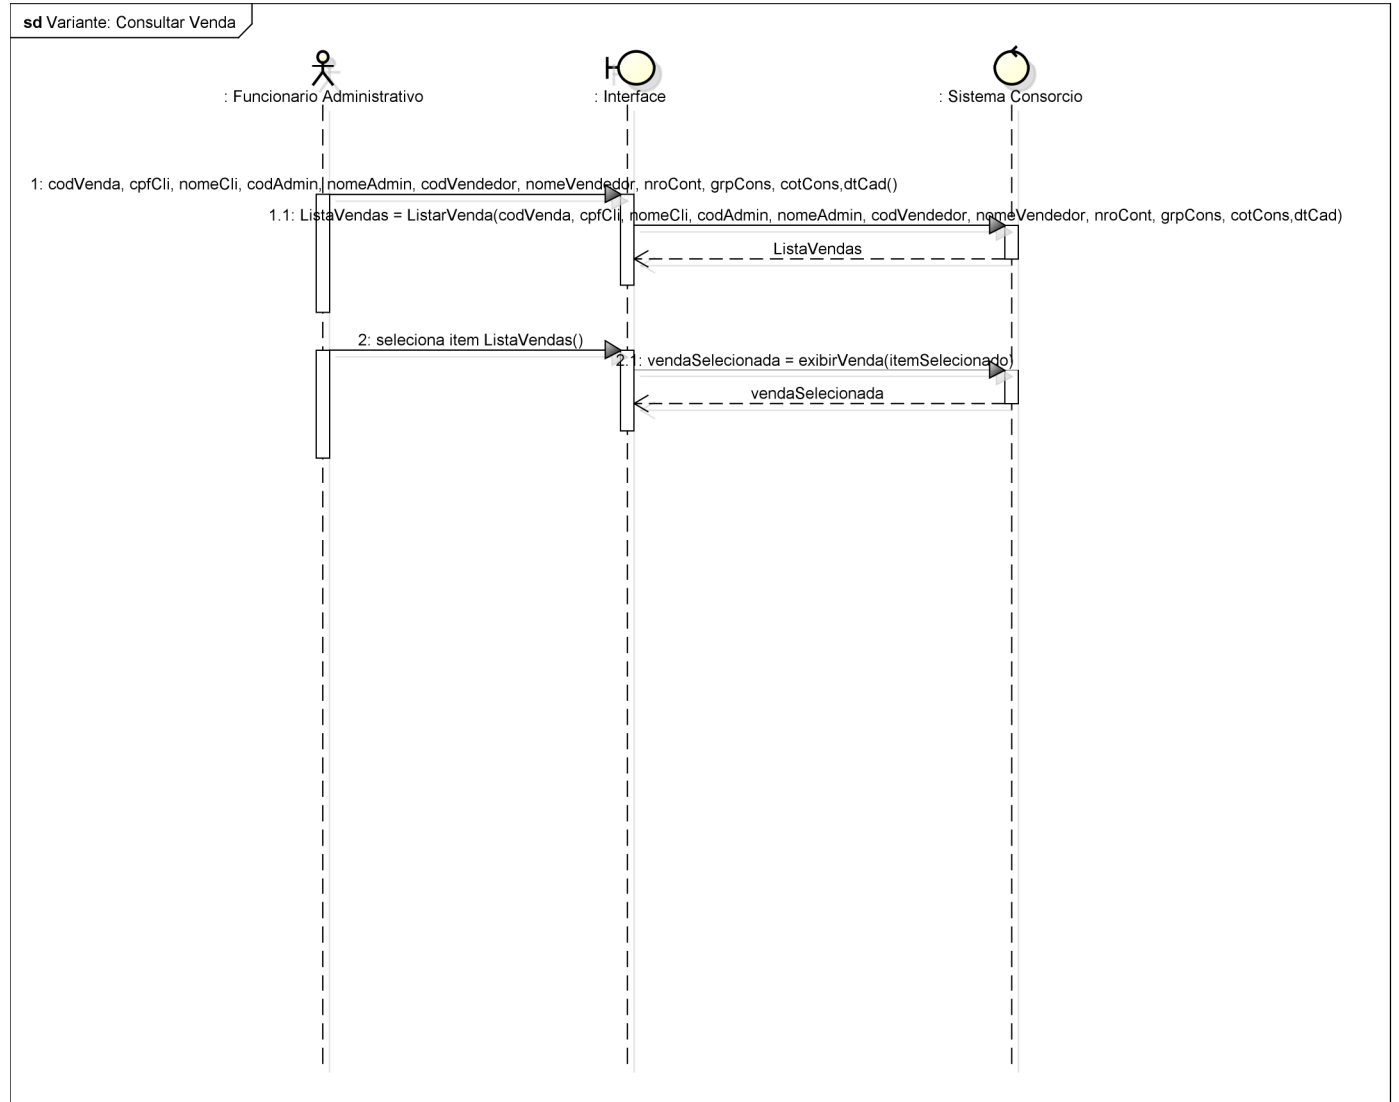 sd Variante: Consultar Venda
: Funcionario Administrativo
: Interface
: Sistema Consorcio
1: codVenda, cpfCli, nomeCli, codAdmin, nomeAdmin, codVendedor, nomeVendedor, nroCont, grpCons, cotCons,dtCad()
1.1: ListaVendas = ListarVenda(codVenda, cpfCli, nomeCli, codAdmin, nomeAdmin, codVendedor, nomeVendedor, nroCont, grpCons, cotCons,dtCad)
ListaVendas
2: seleciona item ListaVendas()
2.1: vendaSelecionada = exibirVenda(itemSelecionado)
vendaSelecionada